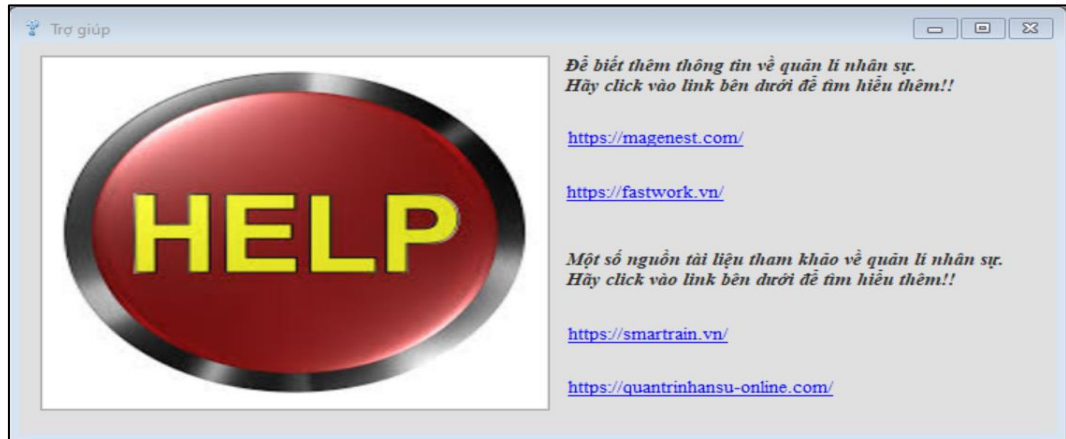 Trợ giúp
HELP
Để biết thêm thông tin về quản lí nhân sự.
Hãy click vào link bên dưới để tìm hiểu thêm!!
https://magenest.com/
https://fastwork.vn/
Một số nguồn tài liệu tham khảo về quản lí nhân sự.
Hãy click vào link bên dưới để tìm hiểu thêm!!
https://smartrain.vn/
https://quantrinhansu-online.com/